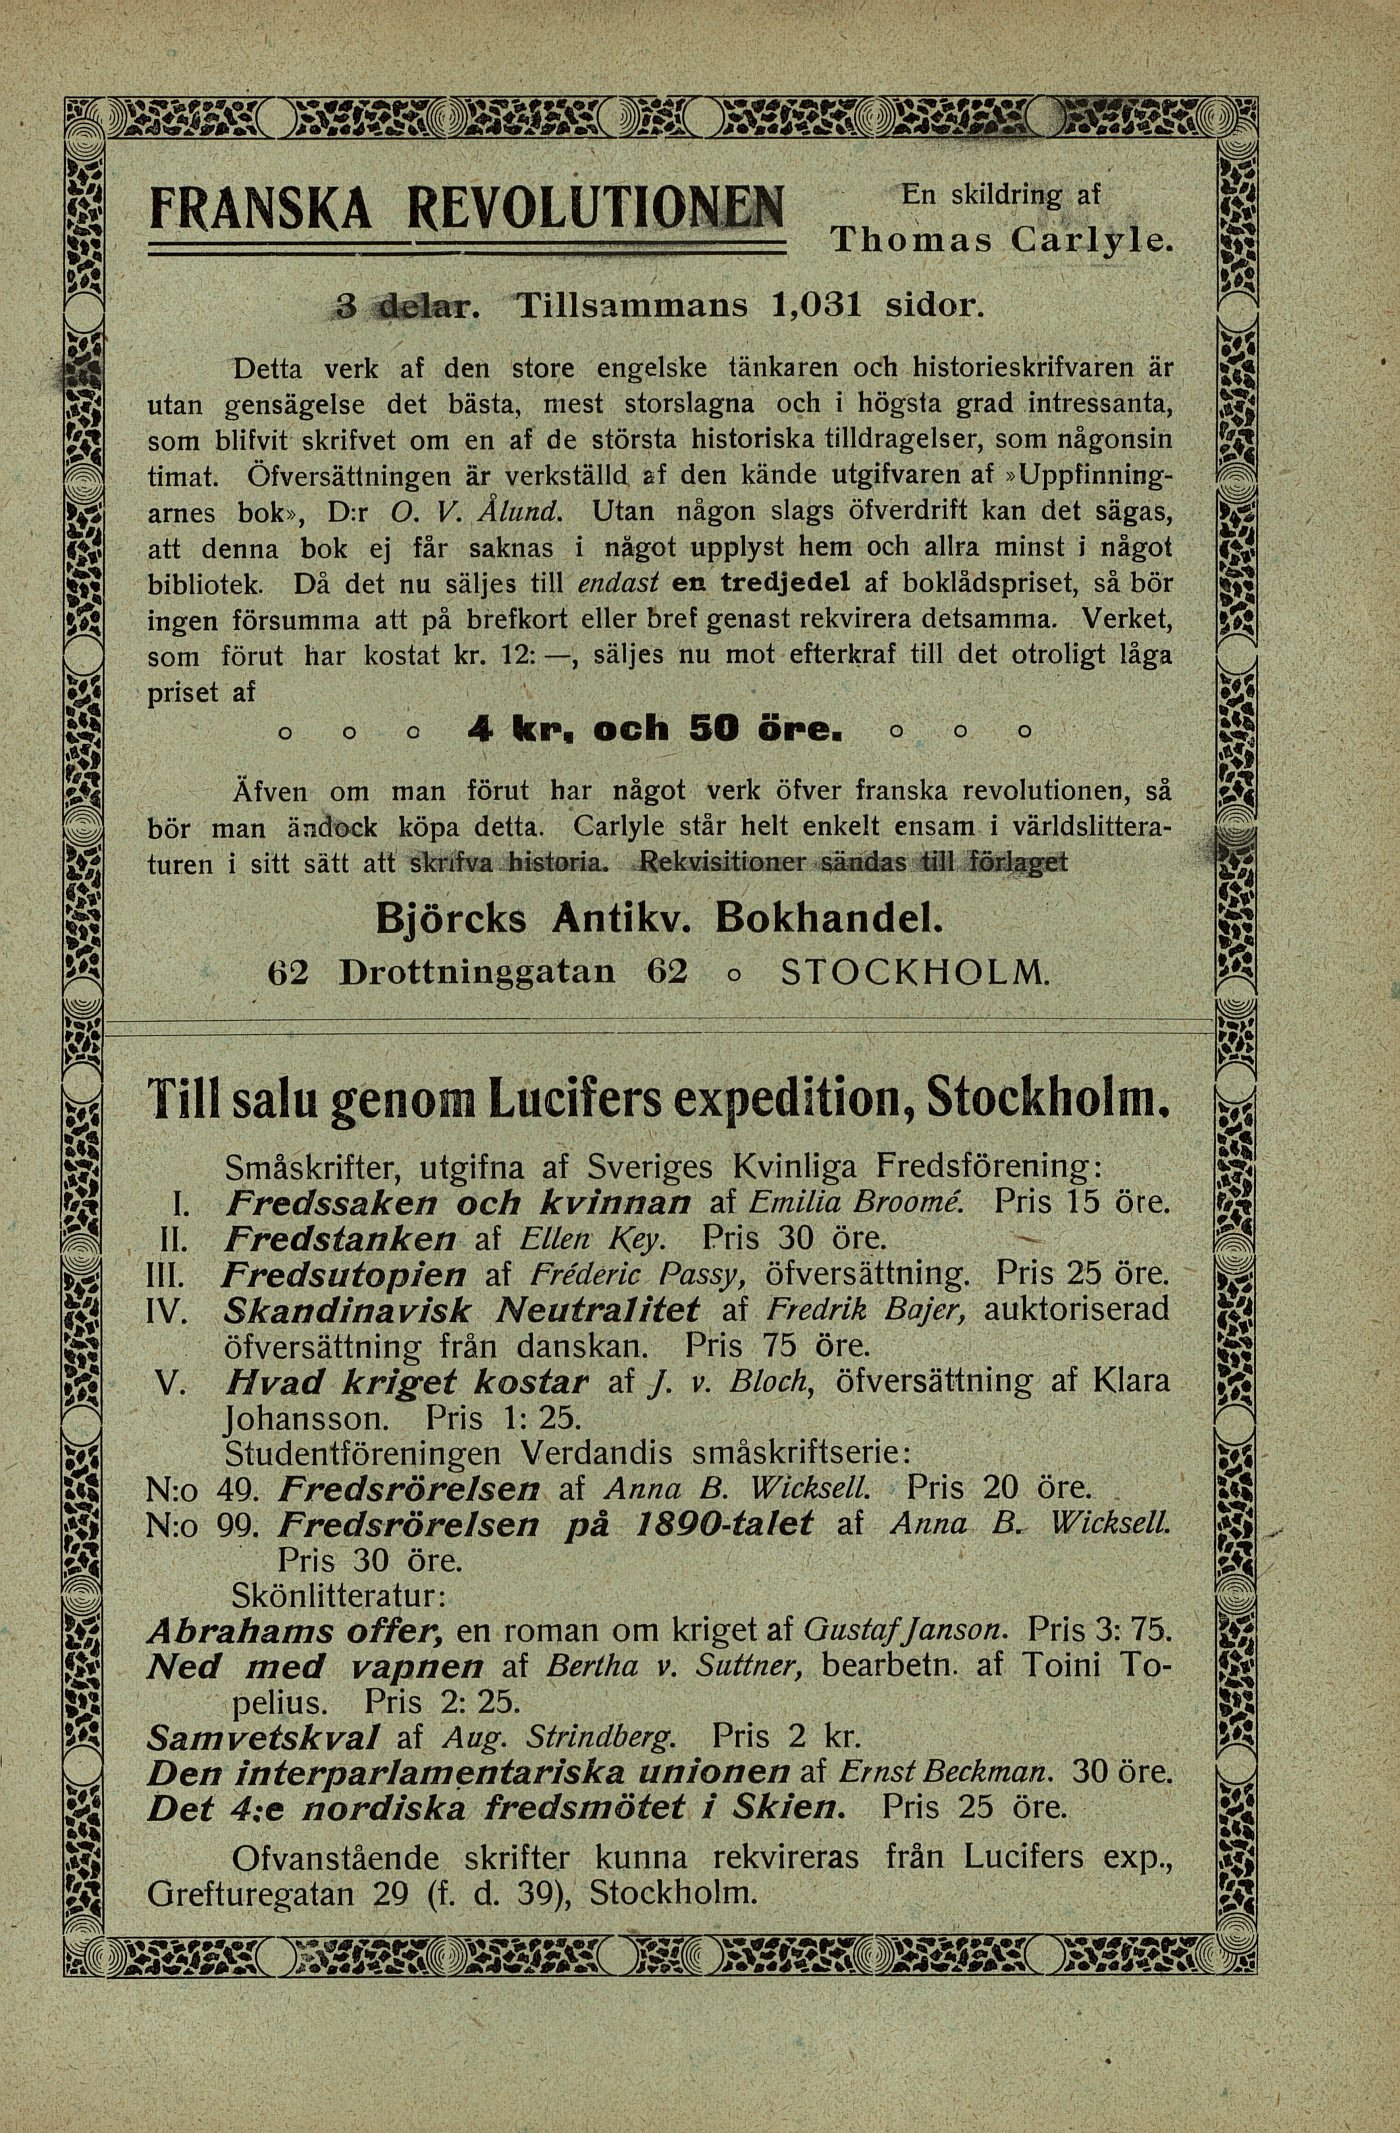 FRANSKA REVOLUTIONEN
En skildring af
Thomas Carlyle.
3 delar. Tillsammans 1,031 sidor.
Detta verk af den store engelske tänkaren och historieskrifvaren är
utan gensägelse det bästa, mest storslagna och i högsta grad intressanta,
som blifvit skrifvet om en af de största historiska tilldragelser, som någonsin
timat. Öfversättningen är verkställd af den kände utgifvaren af »Uppfinning-
arnes bok», D:r O. V. Ålund. Utan någon slags öfverdrift kan det sägas,
att denna bok ej får saknas i något upplyst hem och allra minst i något
bibliotek. Då det nu säljes till endast en tredjedel af boklådspriset, så bör
ingen försumma att på brefkort eller bref genast rekvirera detsamma. Verket,
som förut har kostat kr. 12: —, säljes nu mot efterkraf till det otroligt låga
priset af
○ ○ ○ 4 kr. och 50 öre. ○ ○ ○
Äfven om man förut har något verk öfver franska revolutionen, så
bör man ändock köpa detta. Carlyle står helt enkelt ensam i världslittera-
turen i sitt sätt att skrifva historia. Rekvisitioner sändas till förlaget
Björcks Antikv. Bokhandel.
62 Drottninggatan 62 ○ STOCKHOLM.
Till salu genom Lucifers expedition, Stockholm.
Småskrifter, utgifna af Sveriges Kvinliga Fredsförening:
I. Fredssaken och kvinnan af Emilia Broomé. Pris 15 öre.
II. Fredstanken af Ellen Key. Pris 30 öre.
III. Fredsutopien af Fréderic Passy, öfversättning. Pris 25 öre.
IV. Skandinavisk Neutralitet af Fredrik Bajer, auktoriserad
öfversättning från danskan. Pris 75 öre.
V. Hvad kriget kostar af J. v. Bloch, öfversättning af Klara
Johansson. Pris 1: 25.
Studentföreningen Verdandis småskriftserie:
N:o 49. Fredsrörelsen af Anna B. Wicksell. Pris 20 öre.
N:o 99. Fredsrörelsen på 1890-talet af Anna B. Wicksell.
Pris 30 öre.
Skönlitteratur:
Abrahams offer, en roman om kriget af Gustaf Janson. Pris 3: 75.
Ned med vapnen af Bertha v. Suttner, bearbetn. af Toini To-
pelius. Pris 2: 25.
Samvetskval af Aug. Strindberg. Pris 2 kr.
Den interparlamentariska unionen af Ernst Beckman. 30 öre.
Det 4:e nordiska fredsmötet i Skien. Pris 25 öre.
Ofvanstående skrifter kunna rekvireras från Lucifers exp.,
Grefturegatan 29 (f. d. 39), Stockholm.